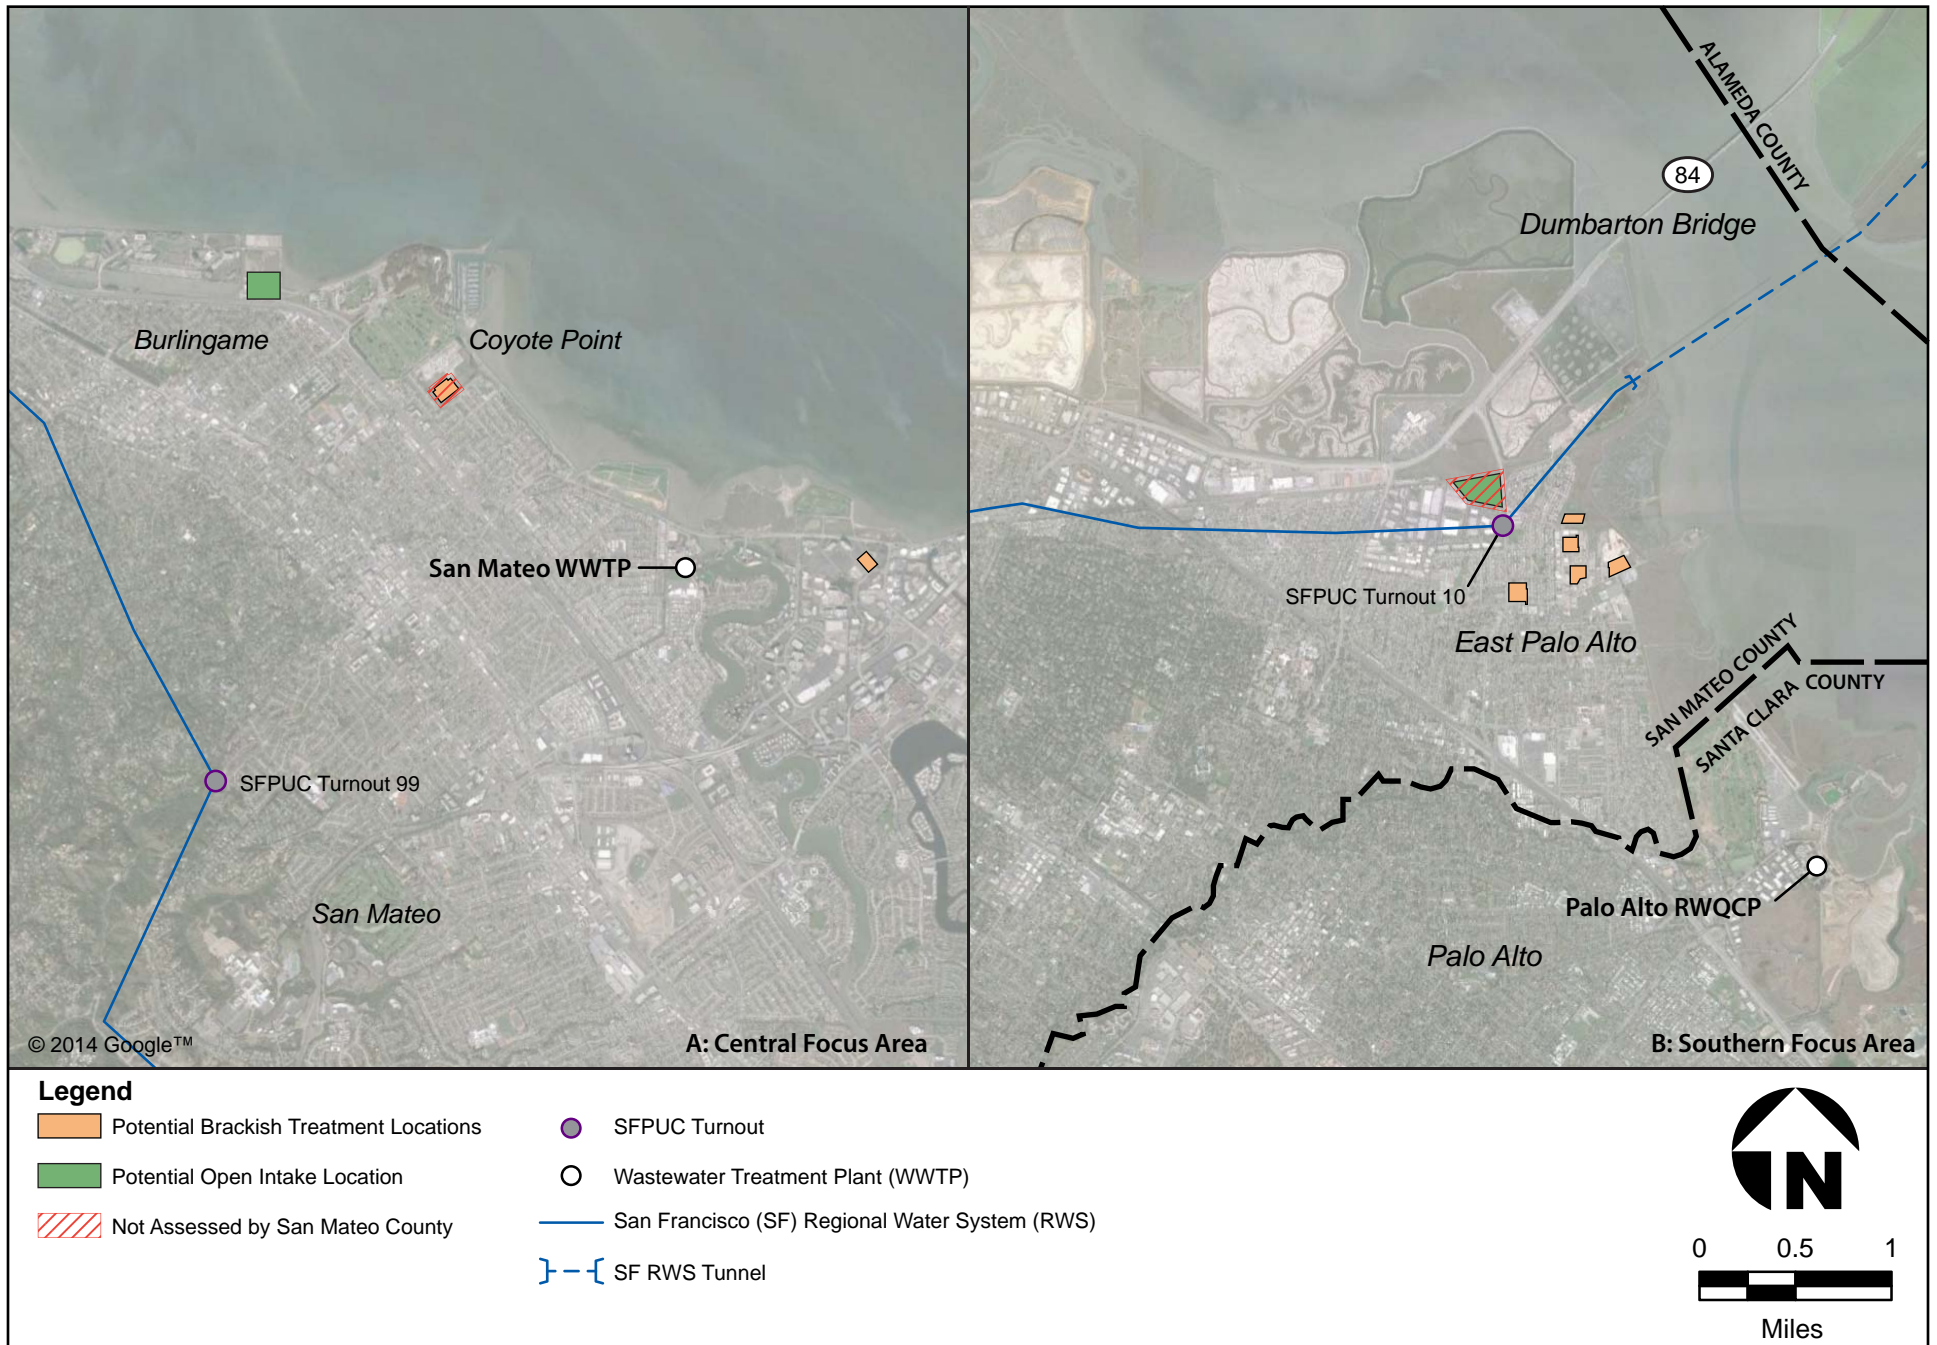 Burlingame
Coyote Point
San Mateo WWTP
SFPUC Turnout 99
San Mateo
© 2014 Google™
A: Central Focus Area
ALAMEDA COUNTY
84
Dumbarton Bridge
SFPUC Turnout 10
East Palo Alto
SAN MATEO COUNTY
SANTA CLARA COUNTY
Palo Alto RWQCP
Palo Alto
B: Southern Focus Area
Legend
Potential Brackish Treatment Locations
Potential Open Intake Location
Not Assessed by San Mateo County
SFPUC Turnout
Wastewater Treatment Plant (WWTP)
San Francisco (SF) Regional Water System (RWS)
SF RWS Tunnel
N
0 0.5 1
Miles